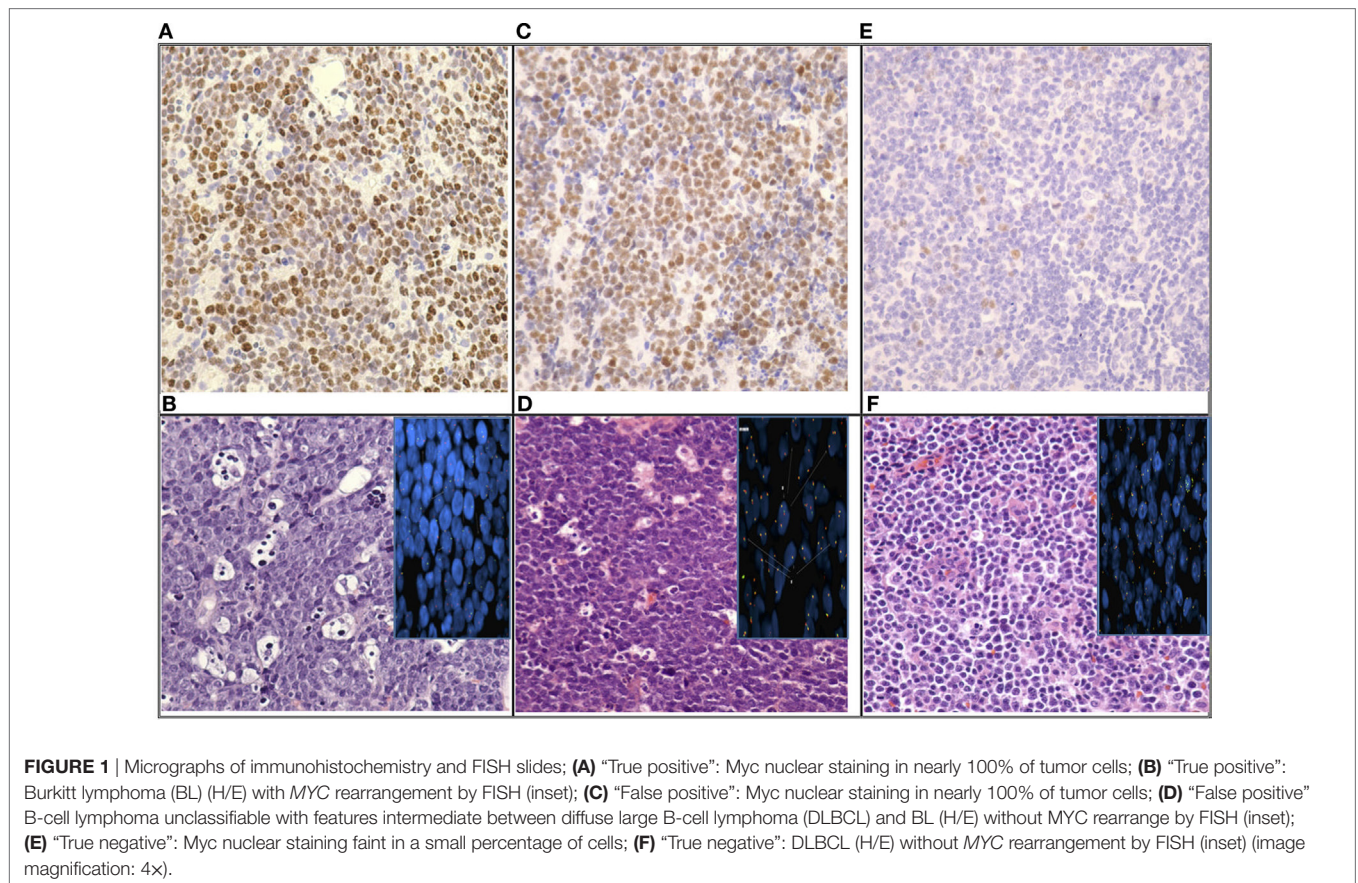 A
C
E
B
D
F
FIGURE 1 | Micrographs of immunohistochemistry and FISH slides; (A) “True positive”: Myc nuclear staining in nearly 100% of tumor cells; (B) “True positive”:
Burkitt lymphoma (BL) (H/E) with MYC rearrangement by FISH (inset); (C) “False positive”: Myc nuclear staining in nearly 100% of tumor cells; (D) “False positive”
B-cell lymphoma unclassifiable with features intermediate between diffuse large B-cell lymphoma (DLBCL) and BL (H/E) without MYC rearrange by FISH (inset);
(E) “True negative”: Myc nuclear staining faint in a small percentage of cells; (F) “True negative”: DLBCL (H/E) without MYC rearrangement by FISH (inset) (image
magnification: 4×).